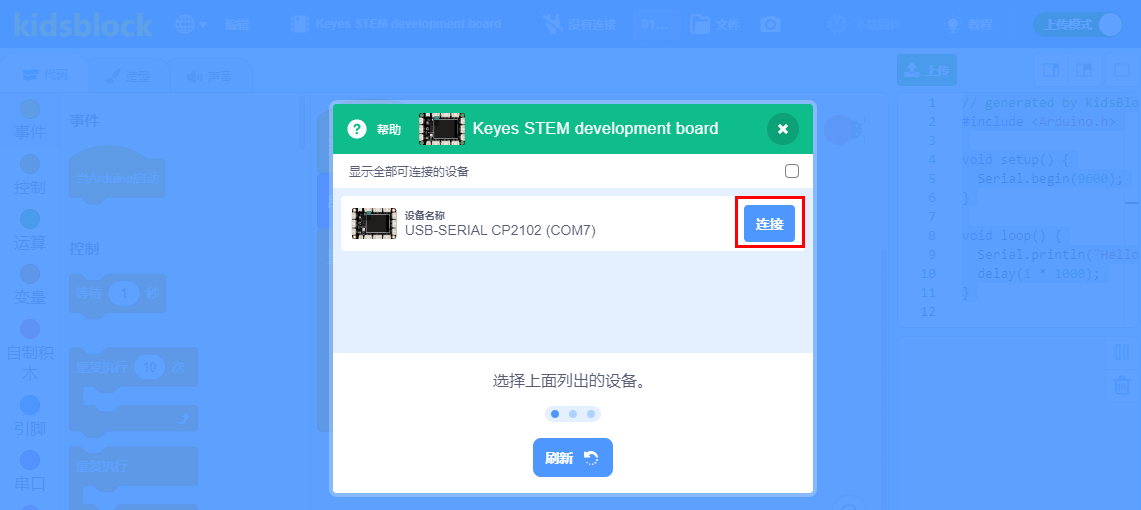 kidsblock
编辑
Keyes STEM development board
没有连接
01...
文件
教程
上传模式
代码
造型
声音
上传
事件
控制
运算
变量
自制积木
引脚
串口
事件
当Arduino启动
控制
等待 1 秒
重复执行 10 次
重复执行
帮助
Keyes STEM development board
显示全部可连接的设备
设备名称
USB-SERIAL CP2102 (COM7)
连接
选择上面列出的设备。
刷新
1 // generated by KidsBlo
2 #include <Arduino.h>
3
4 void setup() {
5 Serial.begin(9600);
6 }
7
8 void loop() {
9 Serial.println("Hello
10 delay(1 * 1000);
11 }
12